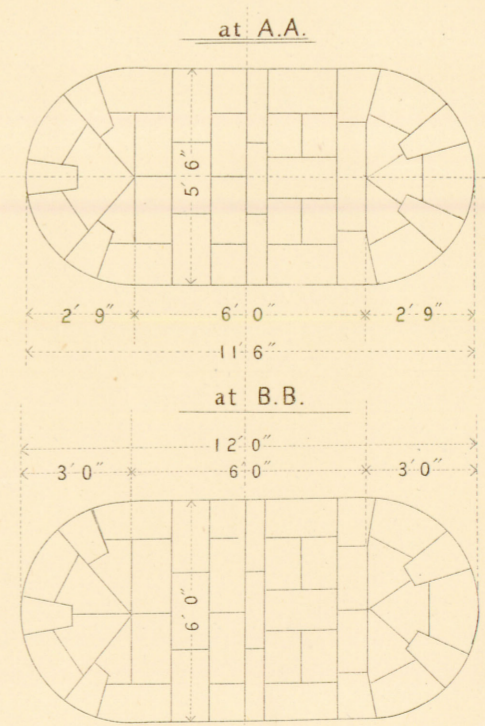 at A.A.
5' 6"
2' 9" 6' 0" 2' 9"
11' 6"
at B.B.
12' 0"
3' 0" 6' 0" 3' 0"
6' 0"